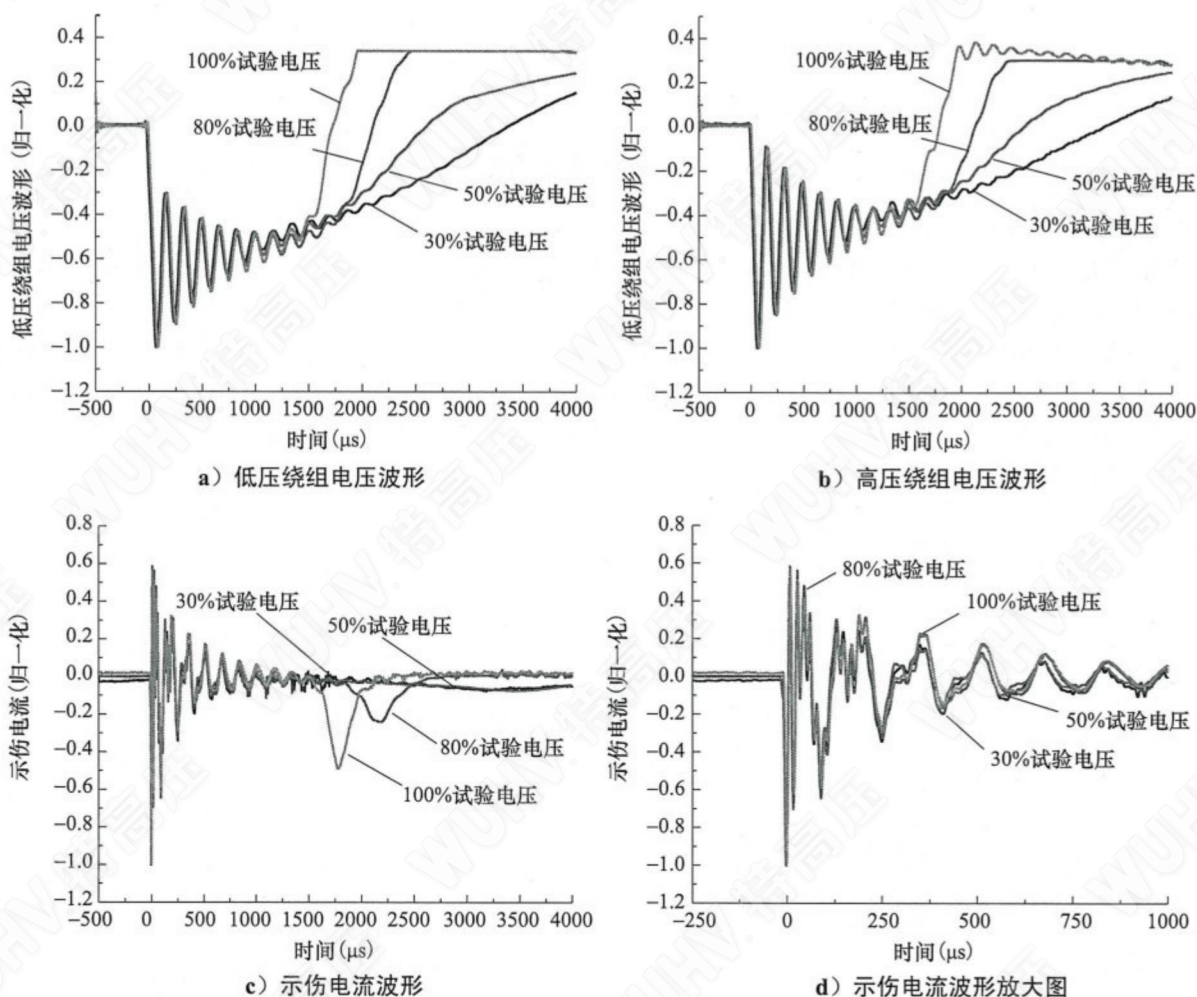 0.4
0.2
0.0
−0.2
−0.4
−0.6
−0.8
−1.0
−1.2
低压绕组电压波形（归一化）
100%试验电压
80%试验电压
50%试验电压
30%试验电压
−500 0 500 1000 1500 2000 2500 3000 3500 4000
时间(μs)
a）低压绕组电压波形
0.4
0.2
0.0
−0.2
−0.4
−0.6
−0.8
−1.0
−1.2
低压绕组电压波形（归一化）
100%试验电压
80%试验电压
50%试验电压
30%试验电压
−500 0 500 1000 1500 2000 2500 3000 3500 4000
时间(μs)
b）高压绕组电压波形
0.8
0.6
0.4
0.2
0.0
−0.2
−0.4
−0.6
−0.8
−1.0
−1.2
示伤电流(归一化)
30%试验电压
50%试验电压
80%试验电压
100%试验电压
−500 0 500 1000 1500 2000 2500 3000 3500 4000
时间(μs)
c）示伤电流波形
0.8
0.6
0.4
0.2
0.0
−0.2
−0.4
−0.6
−0.8
−1.0
−1.2
示伤电流(归一化)
80%试验电压
100%试验电压
50%试验电压
30%试验电压
0 250 500 750 1000
时间(μs)
d）示伤电流波形放大图
WUHV.特高压